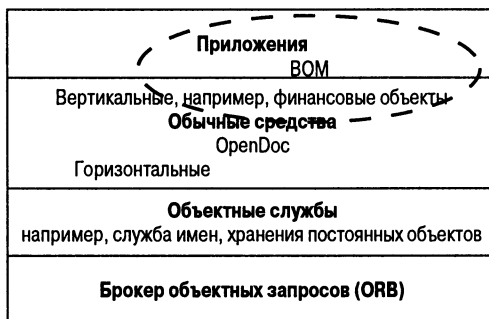 Приложения
BOM
Вертикальные, например, финансовые объекты
Обычные средства
OpenDoc
Горизонтальные
Объектные службы
например, служба имен, хранения постоянных объектов
Брокер объектных запросов (ORB)